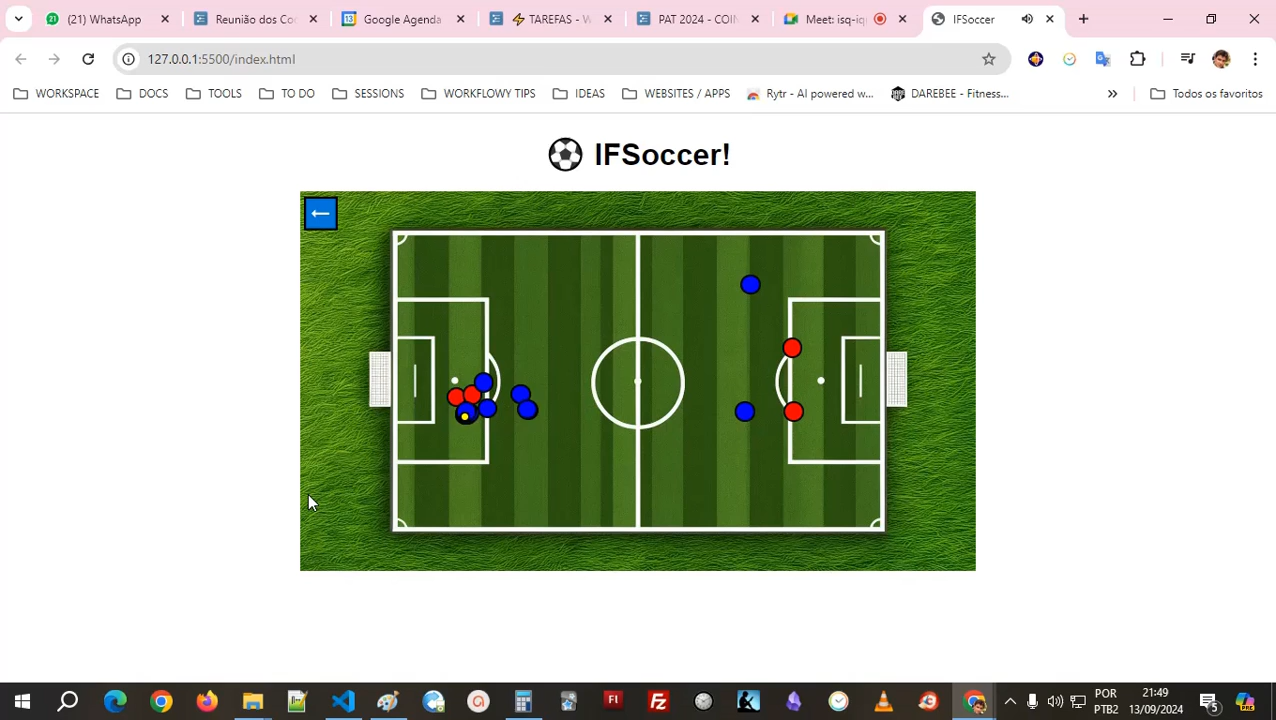 (21) WhatsApp
Reunião dos Co
Google Agenda
TAREFAS - W
PAT 2024 - COIN
Meet: isq-iq
IFSoccer
127.0.0.1:5500/index.html
WORKSPACE
DOCS
TOOLS
TO DO
SESSIONS
WORKFLOWY TIPS
IDEAS
WEBSITES / APPS
Rytr - AI powered w...
DAREBEE - Fitness...
Todos os favoritos
IFSoccer!
POR
PTB2
21:49
13/09/2024
5